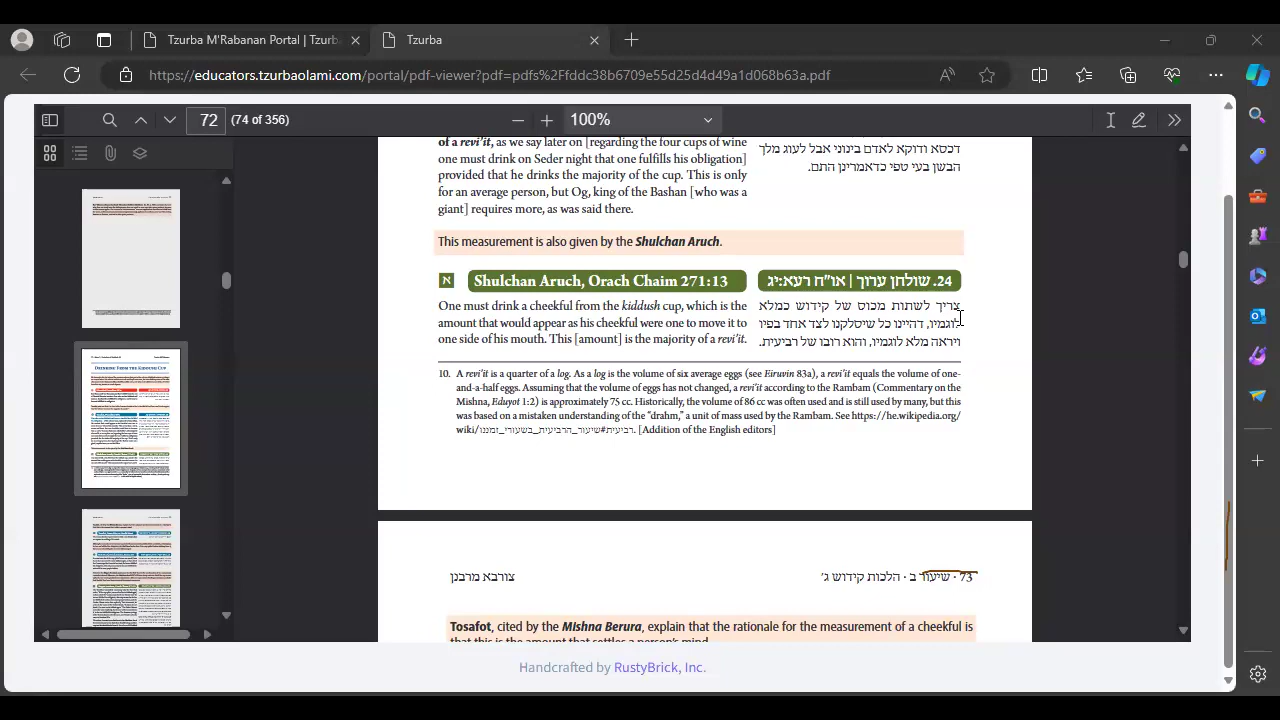 Tzurba M'Rabanan Portal | Tzurb
Tzurba
https://educators.tzurbaolami.com/portal/pdf-viewer?pdf=pdfs%2Ffddc38b6709e55d25d4d49a1d068b63a.pdf
72 (74 of 356)
100%
of a revi'it, as we say later on [regarding the four cups of wine
one must drink on Seder night that one fulfills his obligation]
provided that he drinks the majority of the cup. This is only
for an average person, but Og, king of the Bashan [who was a
giant] requires more, as was said there.
דכסא ודוקא לאדם בינוני אבל לעוג מלך
הבשן בעי טפי כדאמרינן התם.
This measurement is also given by the Shulchan Aruch.
א Shulchan Aruch, Orach Chaim 271:13
24. שולחן ערוך | או"ח רעא:יג
One must drink a cheekful from the kiddush cup, which is the
amount that would appear as his cheekful were one to move it to
one side of his mouth. This [amount] is the majority of a revi'it.
צריך לשתות מכוס של קידוש כמלא
לוגמיו, דהיינו כל שיסלקנו לצד אחד בפיו
ויראה מלא לוגמיו, והוא רובו של רביעית.
10. A revi'it is a quarter of a log. As a log is the volume of six average eggs (see Eiruvin 83a), a revi'it equals the volume of one-
and-a-half eggs. Assuming that the volume of eggs has not changed, a revi'it according to the Rambam (Commentary on the
Mishna, Eduyot 1:2) is approximately 75 cc. Historically, the volume of 86 cc was often used and is still used by many, but this
was based on a mistaken understanding of the "drahm," a unit of mass used by the Rambam. See https://he.wikipedia.org/
wiki/רביעית#שיעור_הרביעית_בשעורי_זמננו. [Addition of the English editors]
73 · שיעור ב · הלכות קידוש ג'
צורבא מרבנן
Tosafot, cited by the Mishna Berura, explain that the rationale for the measurement of a cheekful is
that this is the amount that settles a person's mind.
Handcrafted by RustyBrick, Inc.